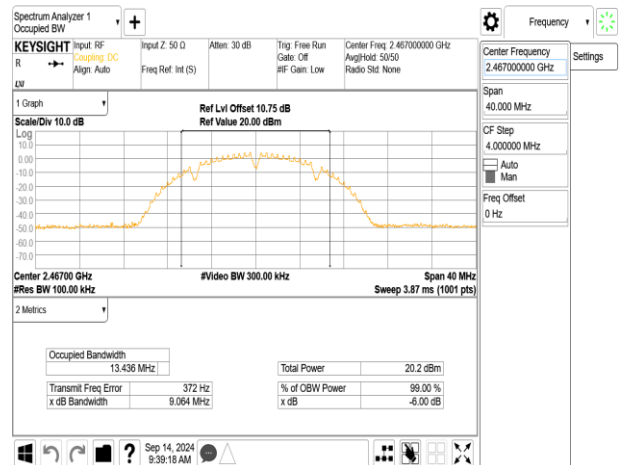 Spectrum Analyzer 1
Occupied BW
+
Frequency
KEYSIGHT
R
LXI
Input: RF
Coupling: DC
Align: Auto
Input Z: 50 Ω
Freq Ref: Int (S)
Atten: 30 dB
Trig: Free Run
Gate: Off
#IF Gain: Low
Center Freq: 2.467000000 GHz
Avg|Hold: 50/50
Radio Std: None
Center Frequency
2.467000000 GHz
Settings
Span
40.000 MHz
CF Step
4.000000 MHz
Auto
Man
Freq Offset
0 Hz
1 Graph
Scale/Div 10.0 dB
Ref Lvl Offset 10.75 dB
Ref Value 20.00 dBm
Log
10.0
0.00
-10.0
-20.0
-30.0
-40.0
-50.0
-60.0
-70.0
Center 2.46700 GHz
#Video BW 300.00 kHz
Span 40 MHz
#Res BW 100.00 kHz
Sweep 3.87 ms (1001 pts)
2 Metrics
Occupied Bandwidth
13.436 MHz
Total Power 20.2 dBm
Transmit Freq Error 372 Hz
% of OBW Power 99.00 %
x dB Bandwidth 9.064 MHz
x dB -6.00 dB
?
Sep 14, 2024
9:39:18 AM